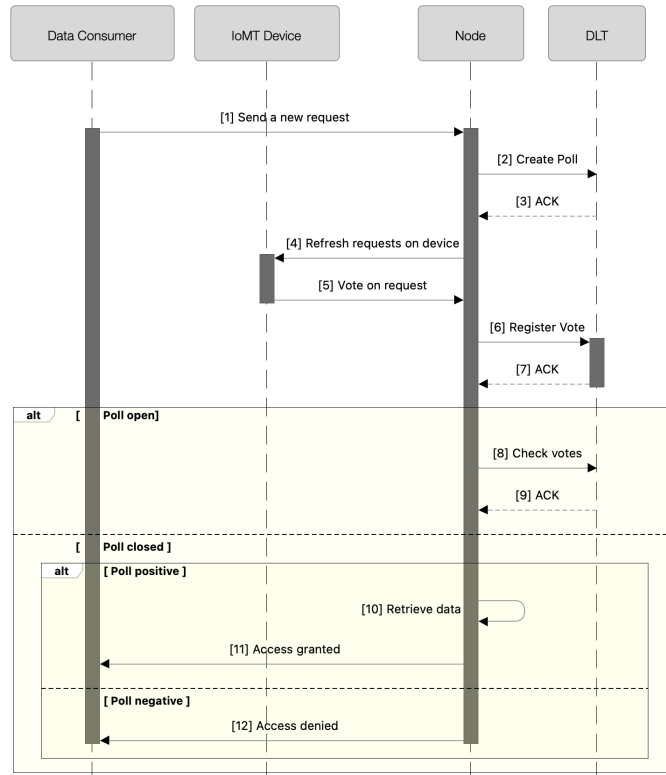 Data Consumer
IoMT Device
Node
DLT
[1] Send a new request
[2] Create Poll
[3] ACK
[4] Refresh requests on device
[5] Vote on request
[6] Register Vote
[7] ACK
alt [ Poll open]
[8] Check votes
[9] ACK
[ Poll closed ]
alt [ Poll positive ]
[10] Retrieve data
[11] Access granted
[ Poll negative ]
[12] Access denied